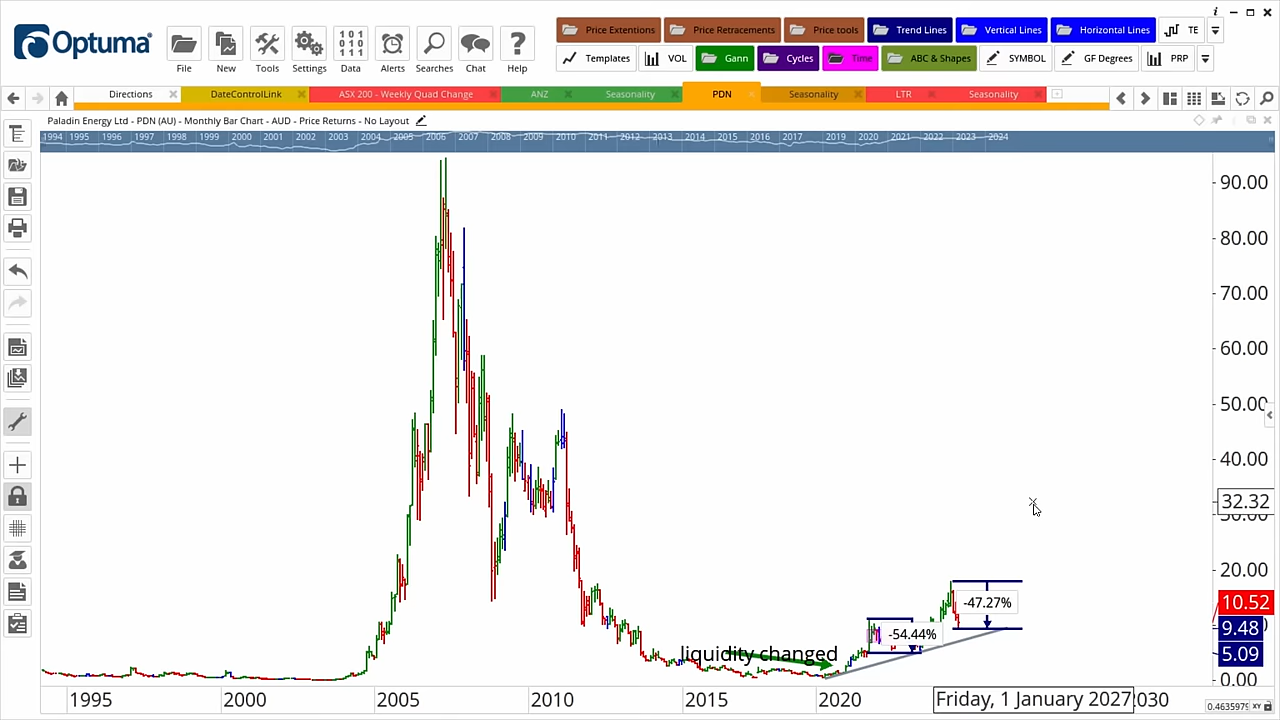 i
Optuma
File
New
Tools
Settings
Data
Alerts
Searches
Chat
Help
Price Extentions
Price Retracements
Price tools
Trend Lines
Vertical Lines
Horizontal Lines
TE
Templates
VOL
Gann
Cycles
Time
ABC & Shapes
SYMBOL
GF Degrees
PRP
Directions
DateControlLink
ASX 200 - Weekly Quad Change
ANZ
Seasonality
PDN
Seasonality
LTR
Seasonality
Paladin Energy Ltd - PDN (AU) - Monthly Bar Chart - AUD - Price Returns - No Layout
1994 1995 1996 1997 1998 1999 2000 2001 2002 2003 2004 2005 2006 2007 2008 2009 2010 2011 2012 2013 2014 2015 2016 2017 2019 2020 2021 2022 2023 2024
90.00
80.00
70.00
60.00
50.00
40.00
32.32
30.00
20.00
10.52
9.48
5.09
0.00
-47.27%
-54.44%
liquidity changed
1995 2000 2005 2010 2015 2020 Friday, 1 January 2027 2030
0.4635979 XY